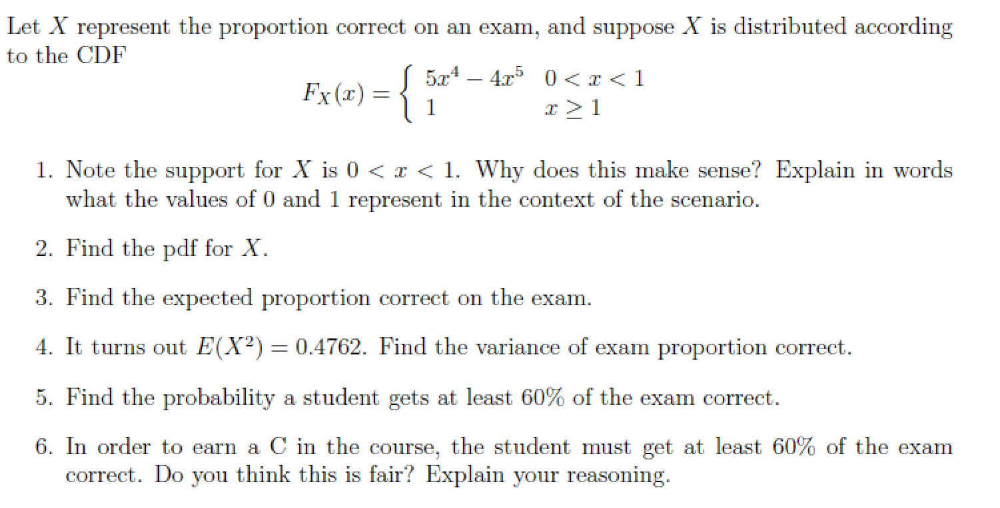 Let X represent the proportion correct on an exam, and suppose X is distributed according
to the CDF
F_X(x) = { 5x^4 − 4x^5   0 < x < 1
1   x ≥ 1
1. Note the support for X is 0 < x < 1. Why does this make sense? Explain in words
what the values of 0 and 1 represent in the context of the scenario.
2. Find the pdf for X.
3. Find the expected proportion correct on the exam.
4. It turns out E(X²) = 0.4762. Find the variance of exam proportion correct.
5. Find the probability a student gets at least 60% of the exam correct.
6. In order to earn a C in the course, the student must get at least 60% of the exam
correct. Do you think this is fair? Explain your reasoning.